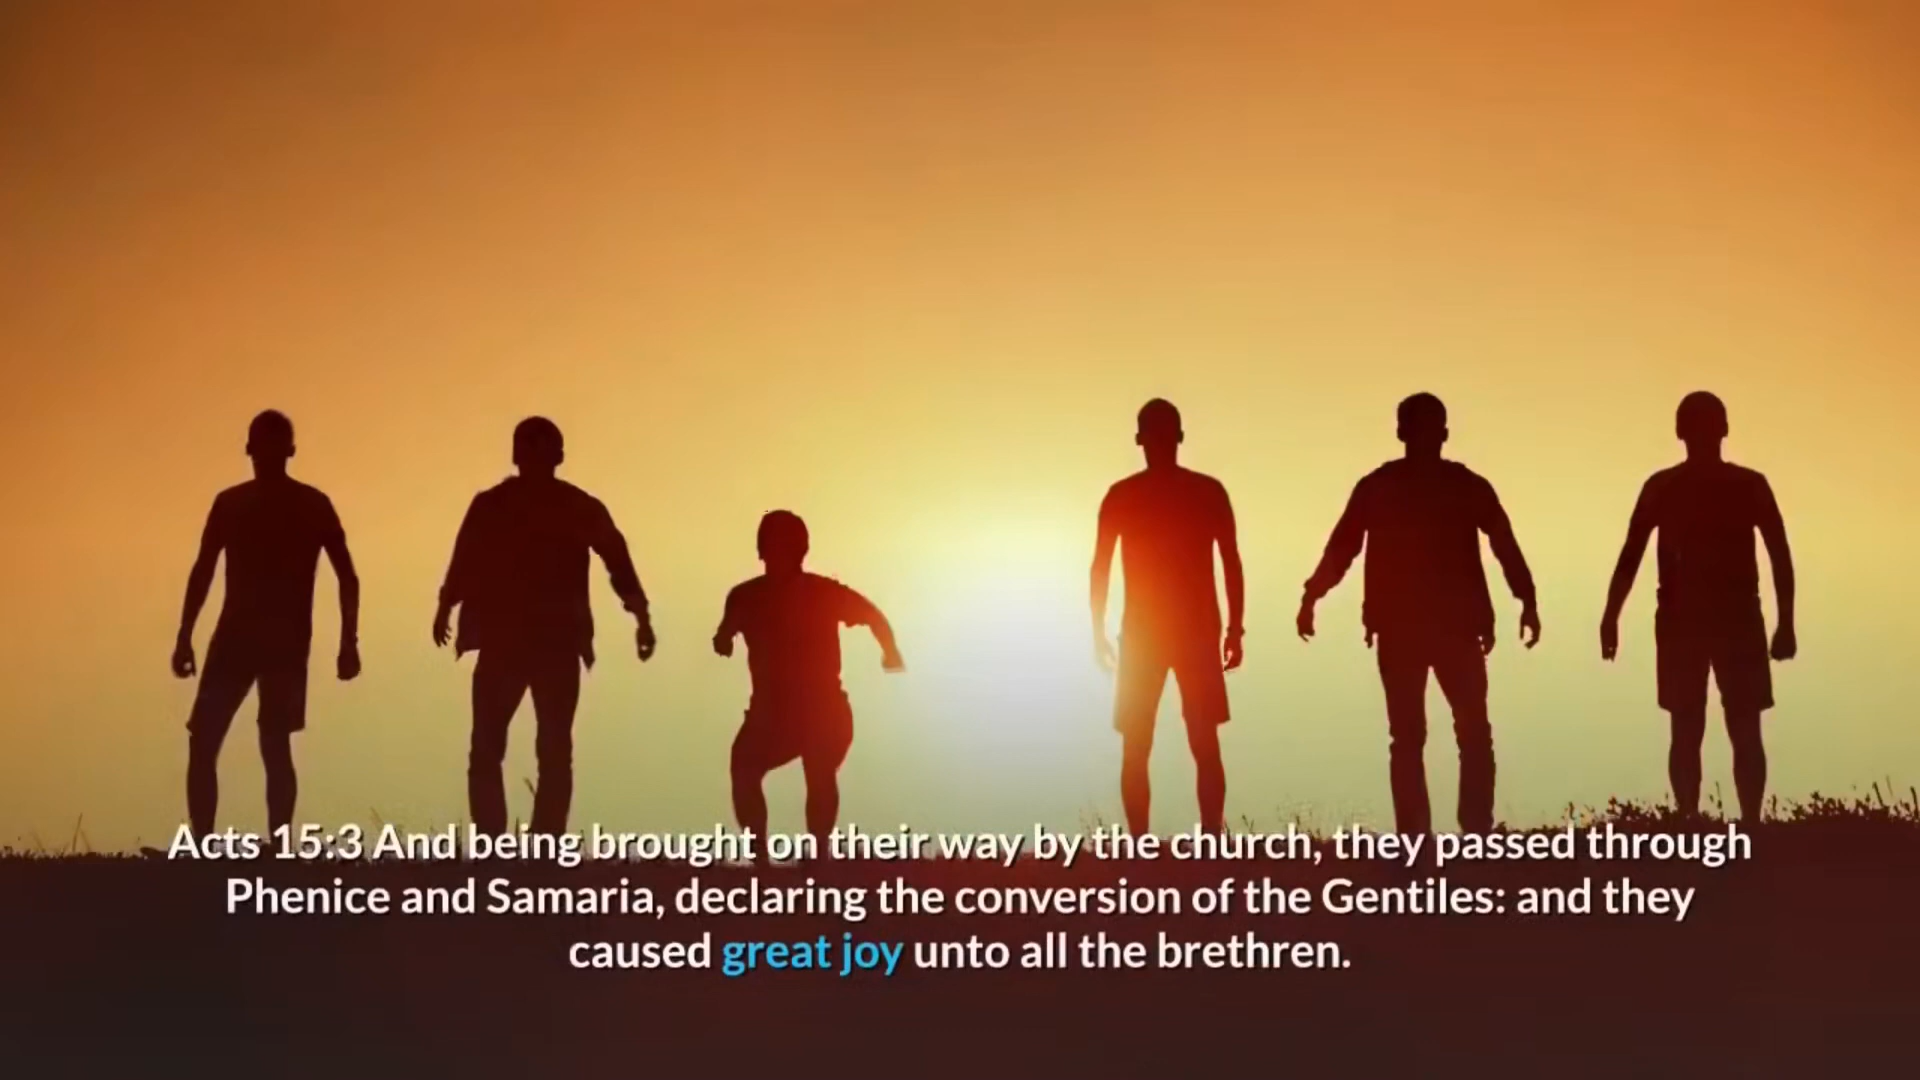 Acts 15:3 And being brought on their way by the church, they passed through
Phenice and Samaria, declaring the conversion of the Gentiles: and they
caused great joy unto all the brethren.